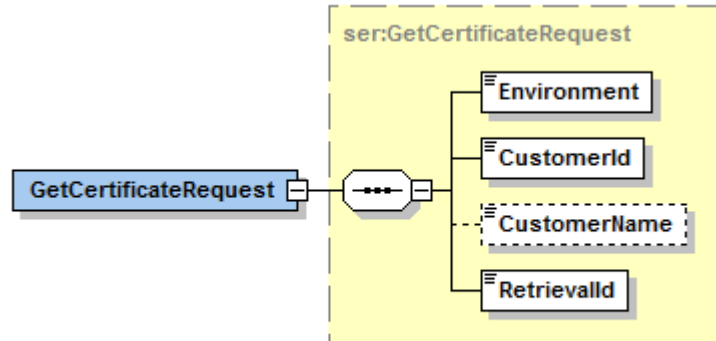 ser:GetCertificateRequest
Environment
CustomerId
GetCertificateRequest
CustomerName
RetrievalId